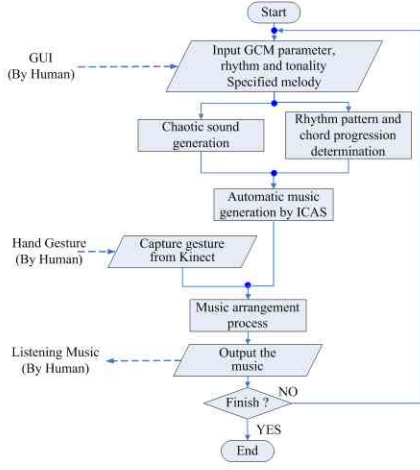 Start
GUI
(By Human)
Input GCM parameter,
rhythm and tonality
Specified melody
Chaotic sound
generation
Rhythm pattern and
chord progression
determination
Automatic music
generation by ICAS
Hand Gesture
(By Human)
Capture gesture
from Kinect
Music arrangement
process
Listening Music
(By Human)
Output the
music
Finish ?
NO
YES
End